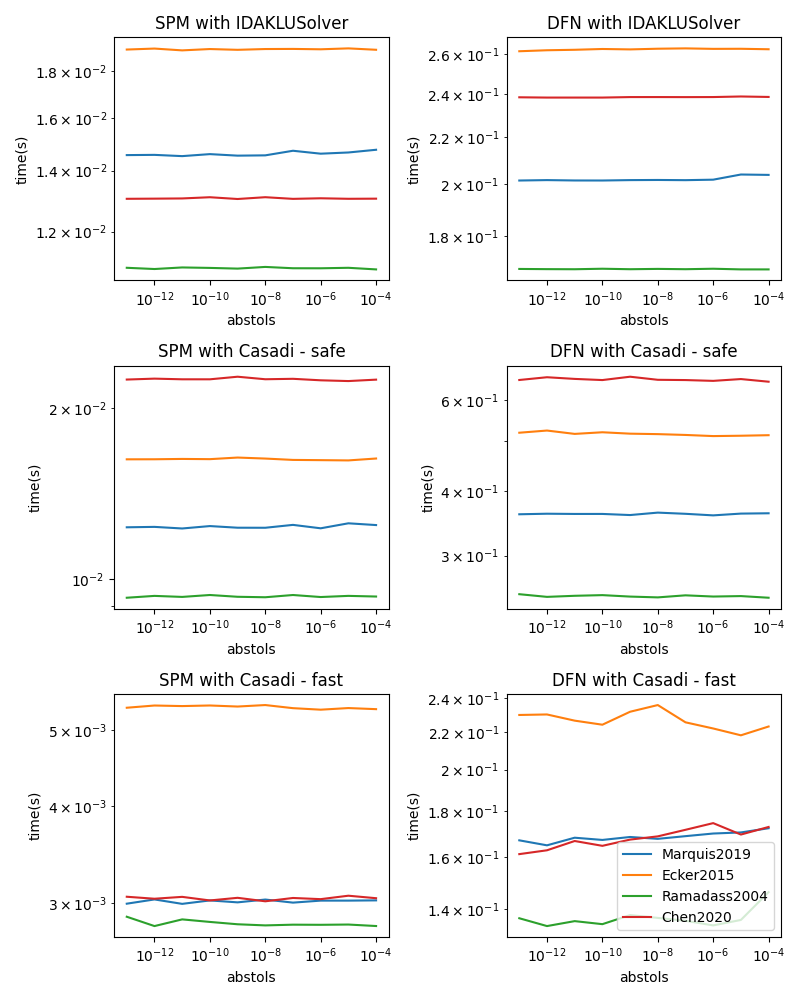 SPM with IDAKLUSolver
1.8 × 10⁻²
1.6 × 10⁻²
1.4 × 10⁻²
1.2 × 10⁻²
time(s)
10⁻¹² 10⁻¹⁰ 10⁻⁸ 10⁻⁶ 10⁻⁴
abstols
DFN with IDAKLUSolver
2.6 × 10⁻¹
2.4 × 10⁻¹
2.2 × 10⁻¹
2 × 10⁻¹
1.8 × 10⁻¹
time(s)
10⁻¹² 10⁻¹⁰ 10⁻⁸ 10⁻⁶ 10⁻⁴
abstols
SPM with Casadi - safe
2 × 10⁻²
10⁻²
time(s)
10⁻¹² 10⁻¹⁰ 10⁻⁸ 10⁻⁶ 10⁻⁴
abstols
DFN with Casadi - safe
6 × 10⁻¹
4 × 10⁻¹
3 × 10⁻¹
time(s)
10⁻¹² 10⁻¹⁰ 10⁻⁸ 10⁻⁶ 10⁻⁴
abstols
SPM with Casadi - fast
5 × 10⁻³
4 × 10⁻³
3 × 10⁻³
time(s)
10⁻¹² 10⁻¹⁰ 10⁻⁸ 10⁻⁶ 10⁻⁴
abstols
DFN with Casadi - fast
2.4 × 10⁻¹
2.2 × 10⁻¹
2 × 10⁻¹
1.8 × 10⁻¹
1.6 × 10⁻¹
1.4 × 10⁻¹
time(s)
Marquis2019
Ecker2015
Ramadass2004
Chen2020
10⁻¹² 10⁻¹⁰ 10⁻⁸ 10⁻⁶ 10⁻⁴
abstols